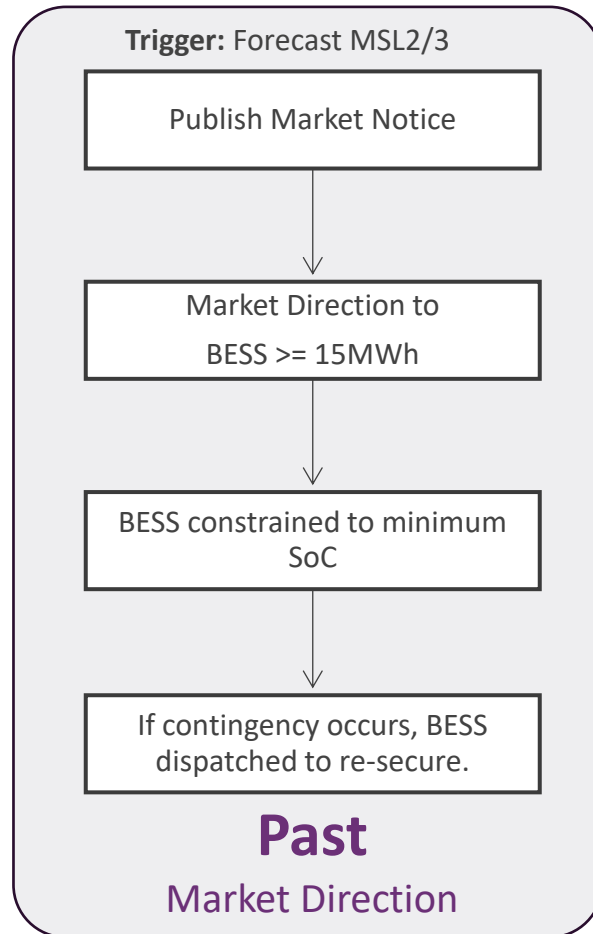 Trigger: Forecast MSL2/3
Publish Market Notice
Market Direction to
BESS >= 15MWh
BESS constrained to minimum
SoC
If contingency occurs, BESS
dispatched to re-secure.
Past
Market Direction